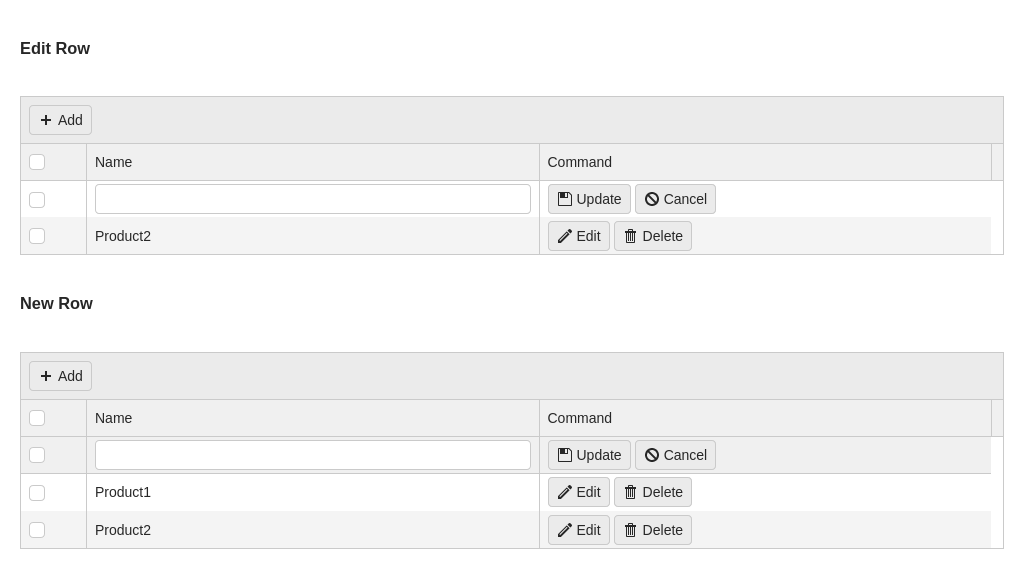 Edit Row
Add
Name Command
Update Cancel
Product2 Edit Delete
New Row
Add
Name Command
Update Cancel
Product1 Edit Delete
Product2 Edit Delete